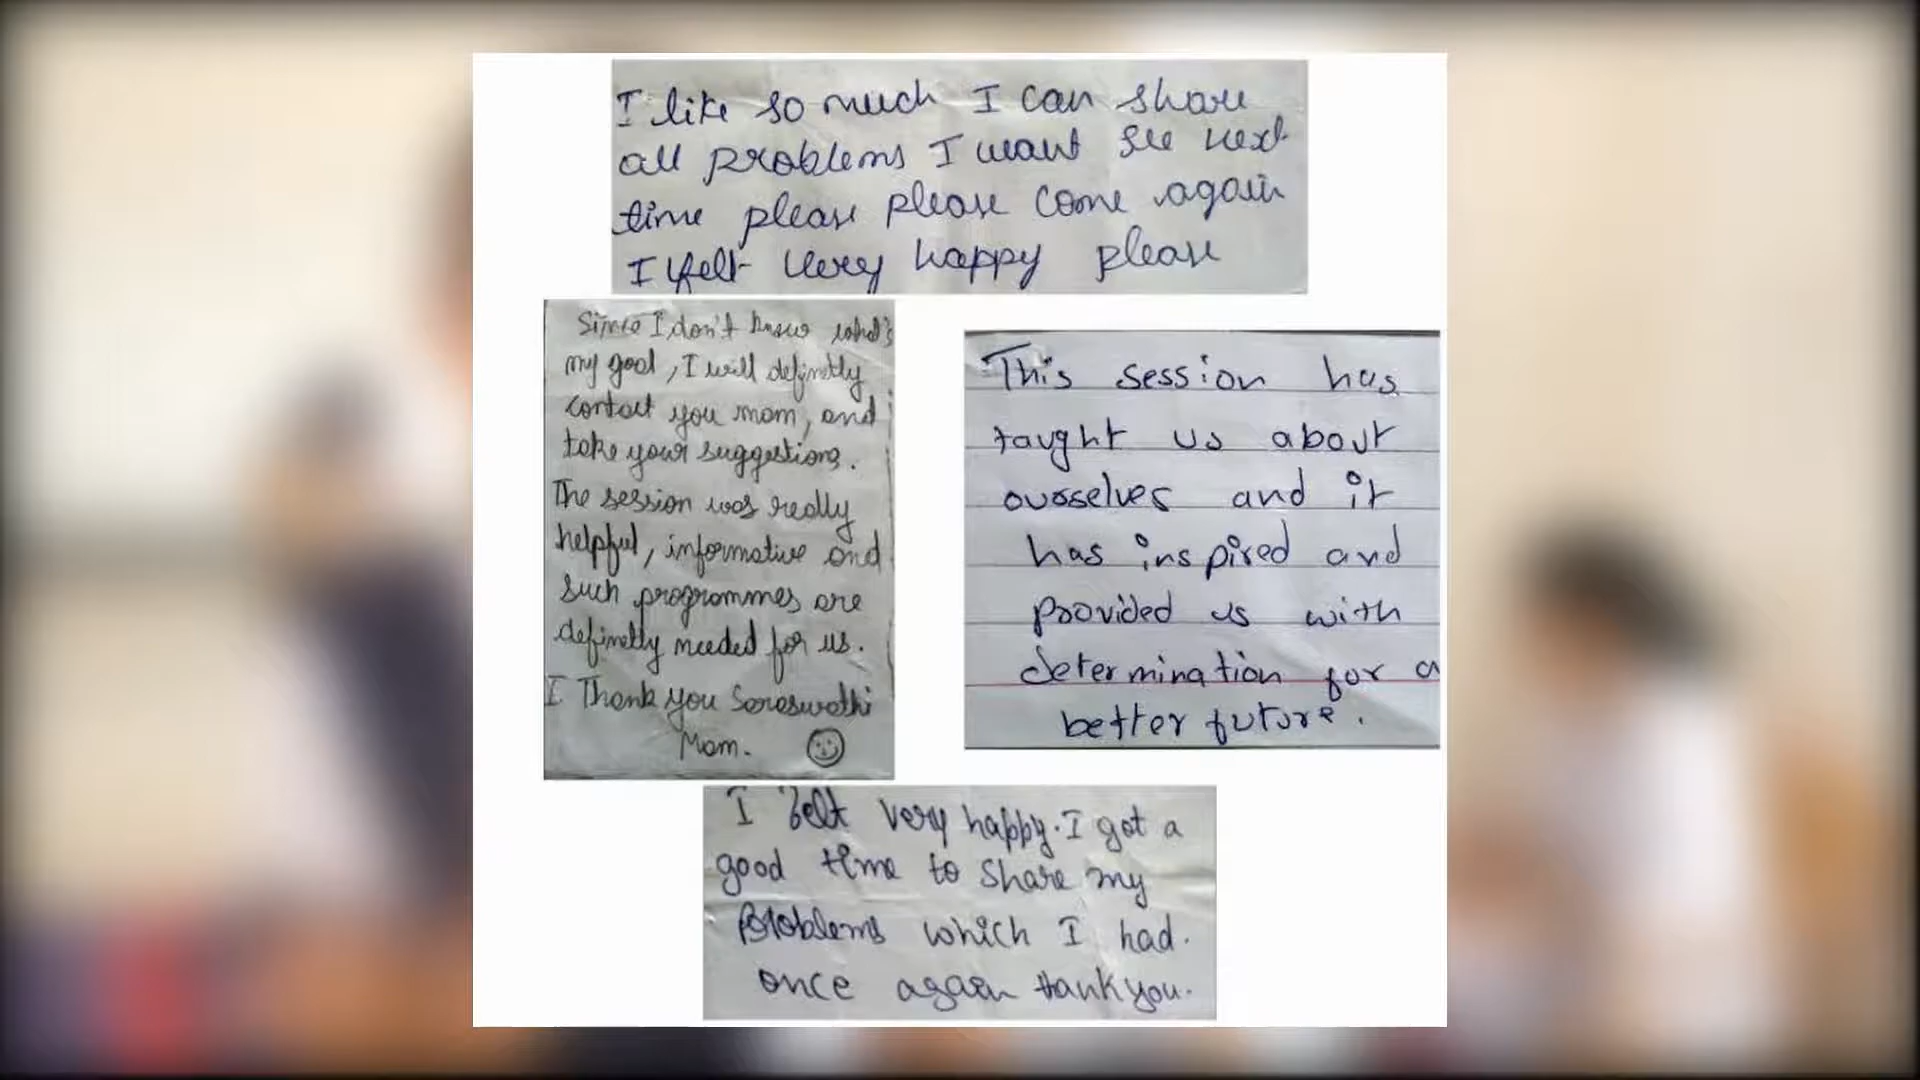 I like so much I can share
all problems I want see next
time please please come again
I felt very happy please
Since I don't know what's
my goal, I will definetly
contact you mam, and
take your suggestions.
The session was really
helpful, informative and
such programmes are
definetly needed for us.
I Thank you Saraswathi
Mam.
This session has
taught us about
ourselves and it
has inspired and
provided us with
determination for a
better future.
I felt very happy. I got a
good time to share my
problems which I had.
once again tank you.